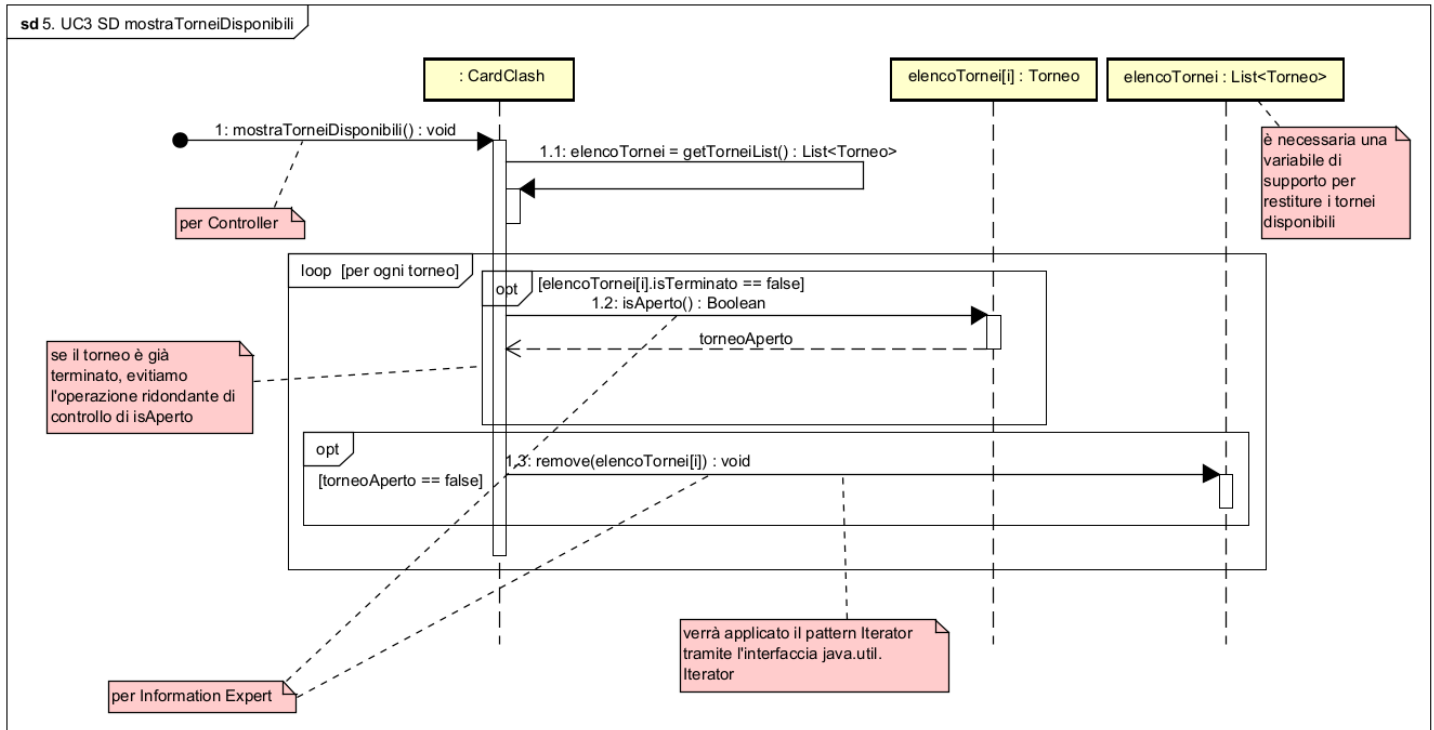 sd 5. UC3 SD mostraTorneiDisponibili
: CardClash
elencoTornei[i] : Torneo
elencoTornei : List<Torneo>
1: mostraTorneiDisponibili() : void
è necessaria una
variabile di
supporto per
restiture i tornei
disponibili
1.1: elencoTornei = getTorneiList() : List<Torneo>
per Controller
loop [per ogni torneo]
opt
[elencoTornei[i].isTerminato == false]
1.2: isAperto() : Boolean
torneoAperto
se il torneo è già
terminato, evitiamo
l'operazione ridondante di
controllo di isAperto
opt
1.3: remove(elencoTornei[i]) : void
[torneoAperto == false]
verrà applicato il pattern Iterator
tramite l'interfaccia java.util.
Iterator
per Information Expert